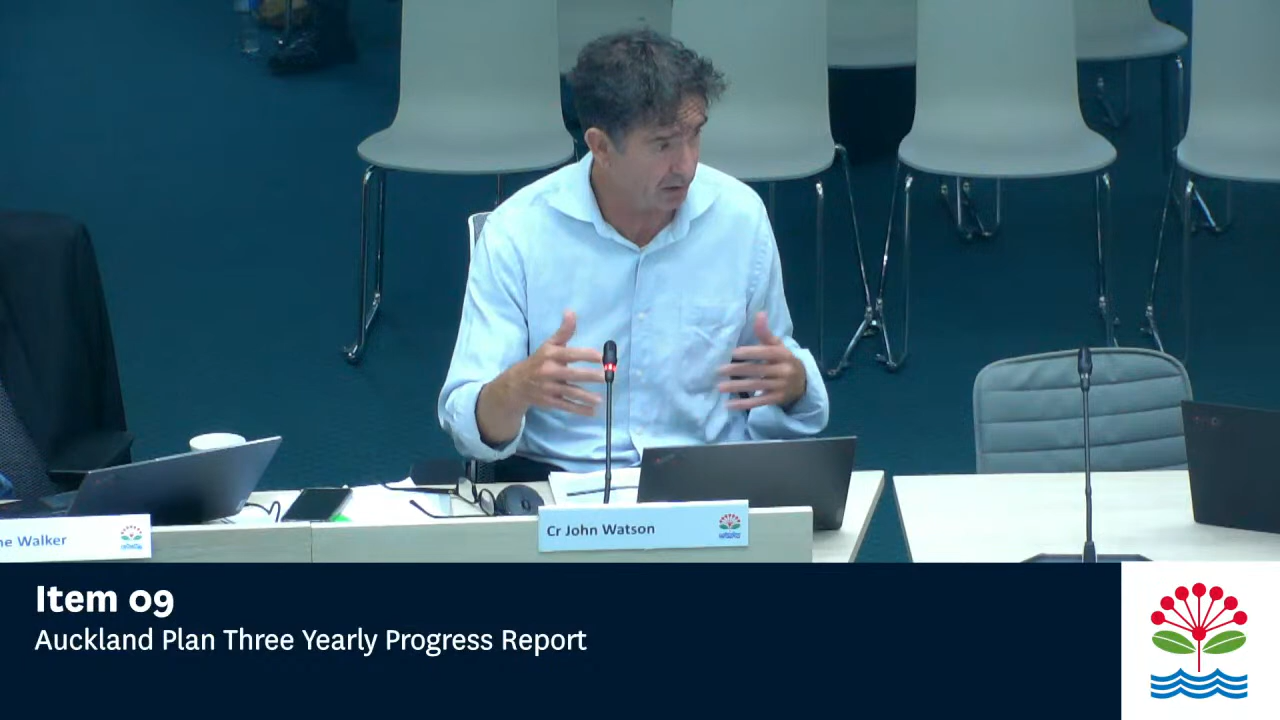 ne Walker
Cr John Watson
Item 09
Auckland Plan Three Yearly Progress Report